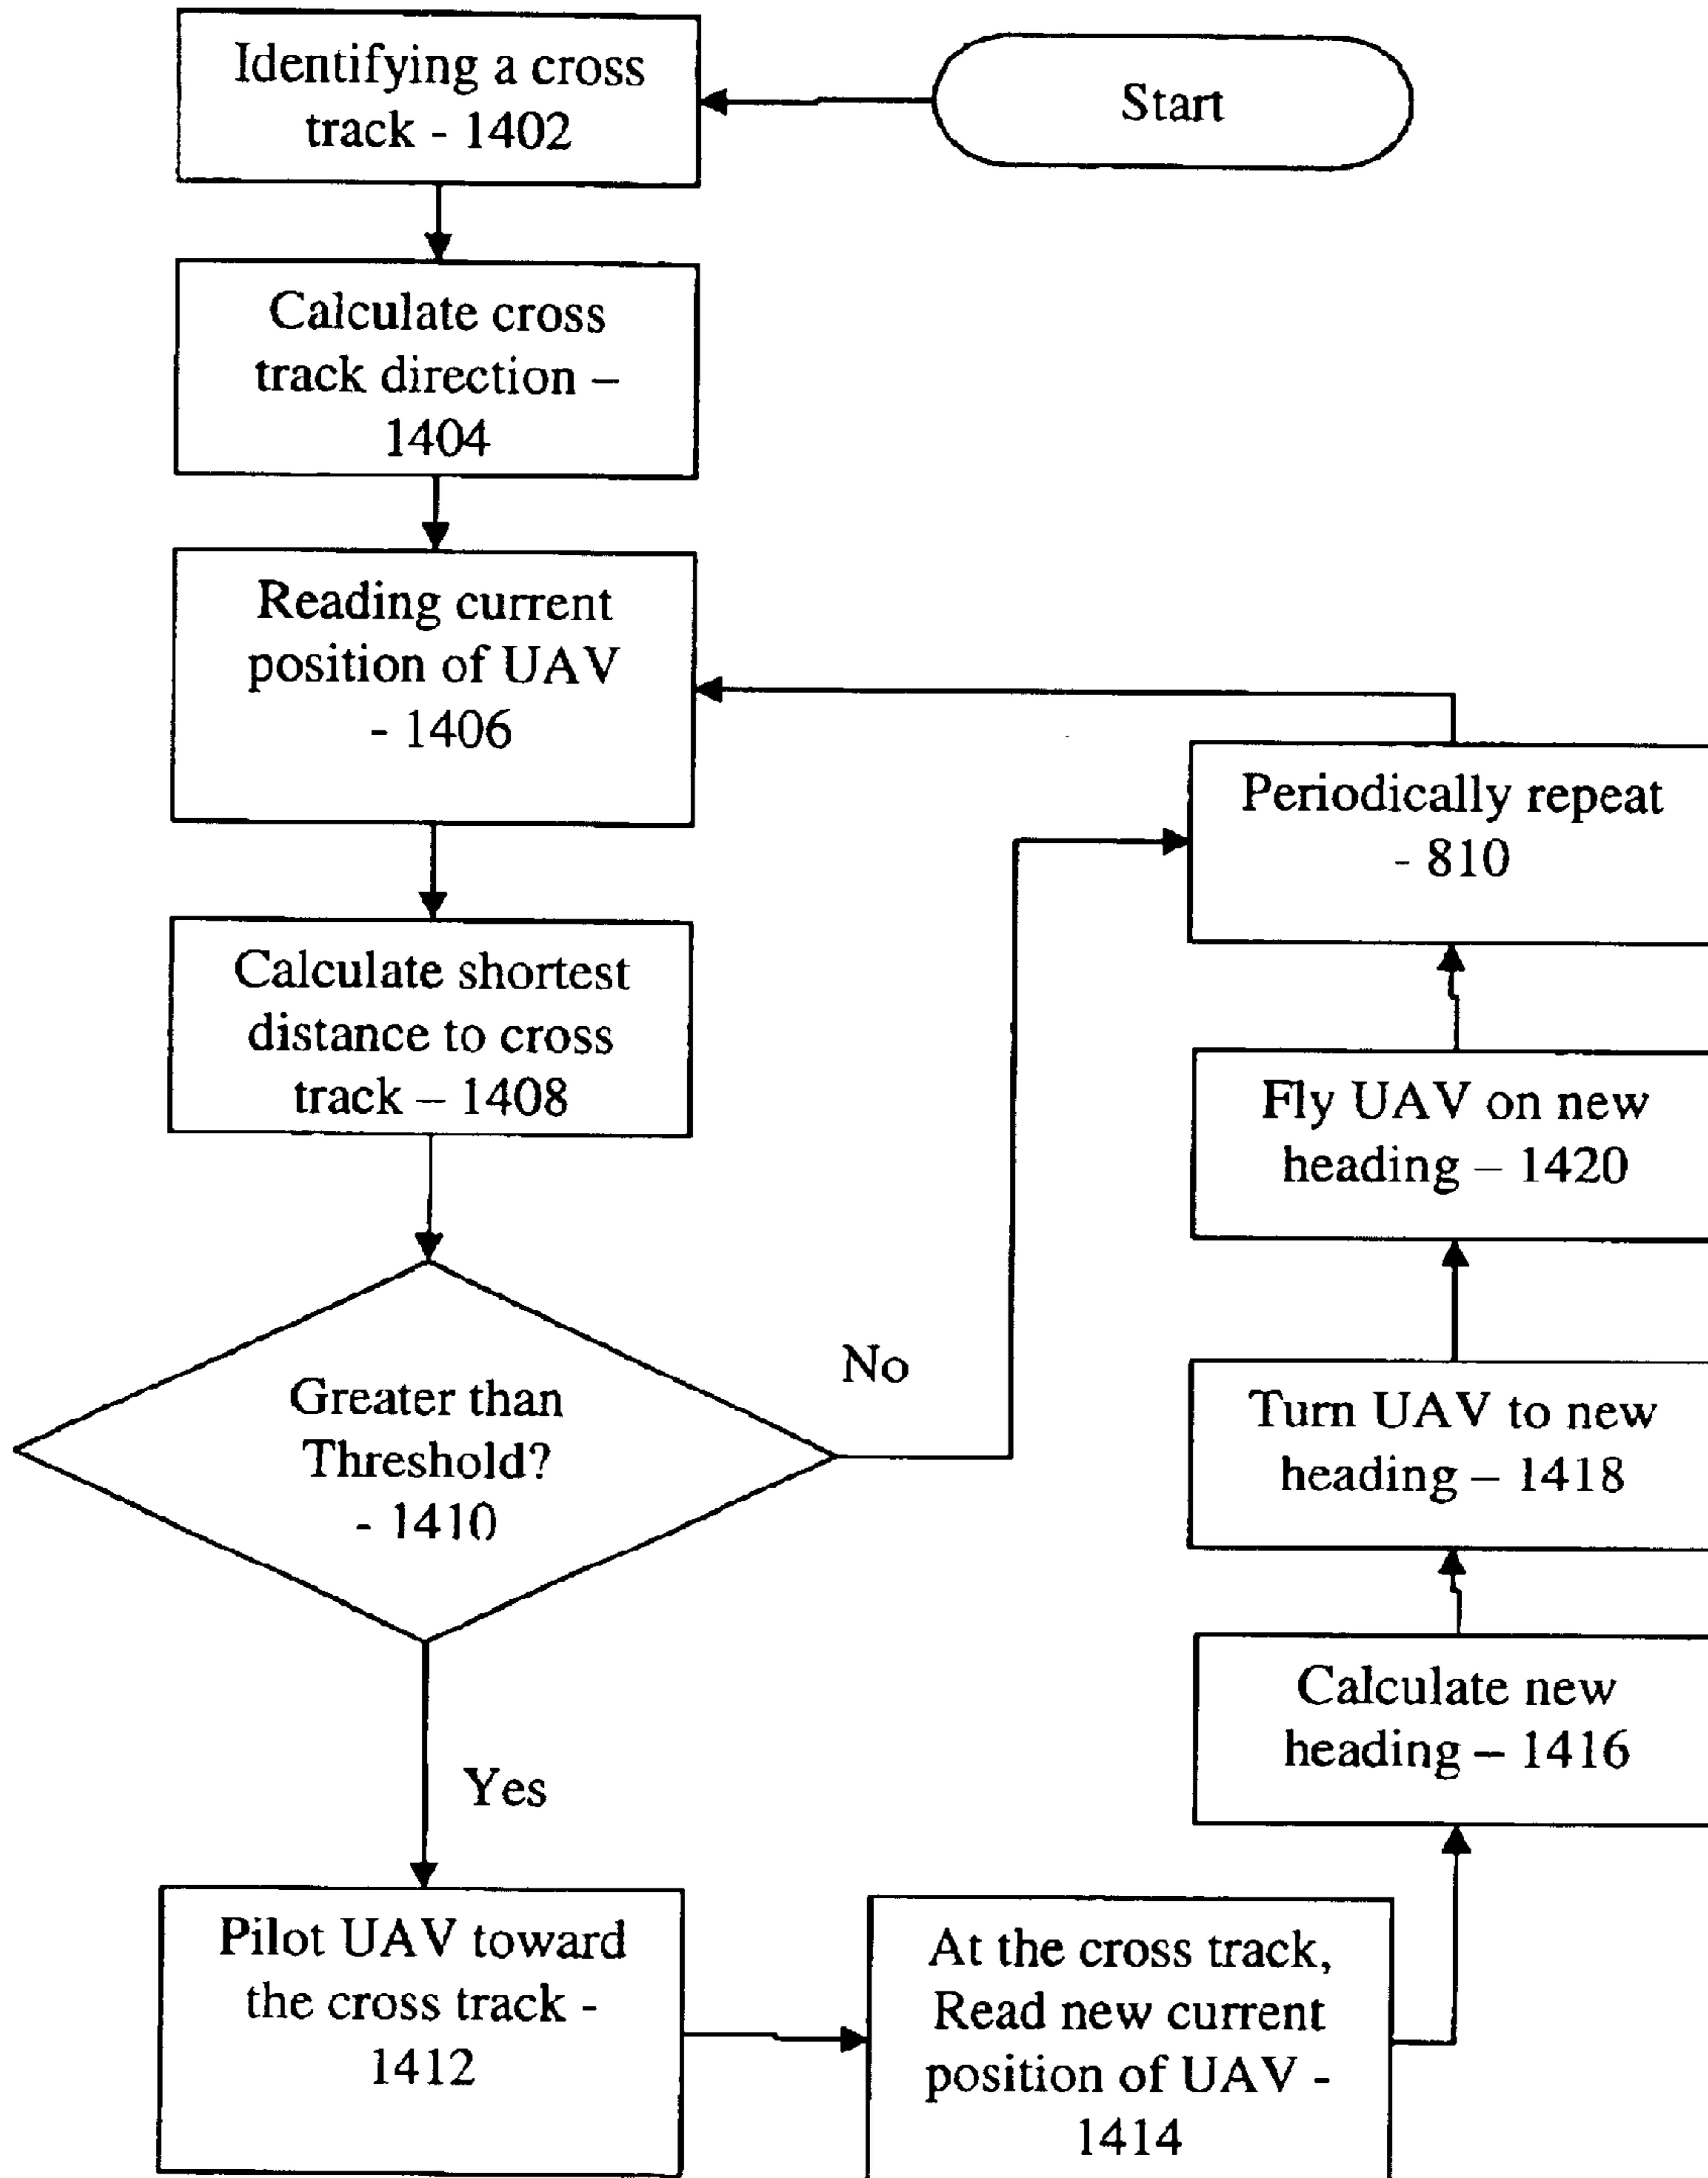 Identifying a cross
track - 1402
Start
Calculate cross
track direction –
1404
Reading current
position of UAV
- 1406
Periodically repeat
- 810
Calculate shortest
distance to cross
track – 1408
Fly UAV on new
heading – 1420
No
Greater than
Threshold?
- 1410
Turn UAV to new
heading – 1418
Calculate new
heading – 1416
Yes
Pilot UAV toward
the cross track -
1412
At the cross track,
Read new current
position of UAV -
1414